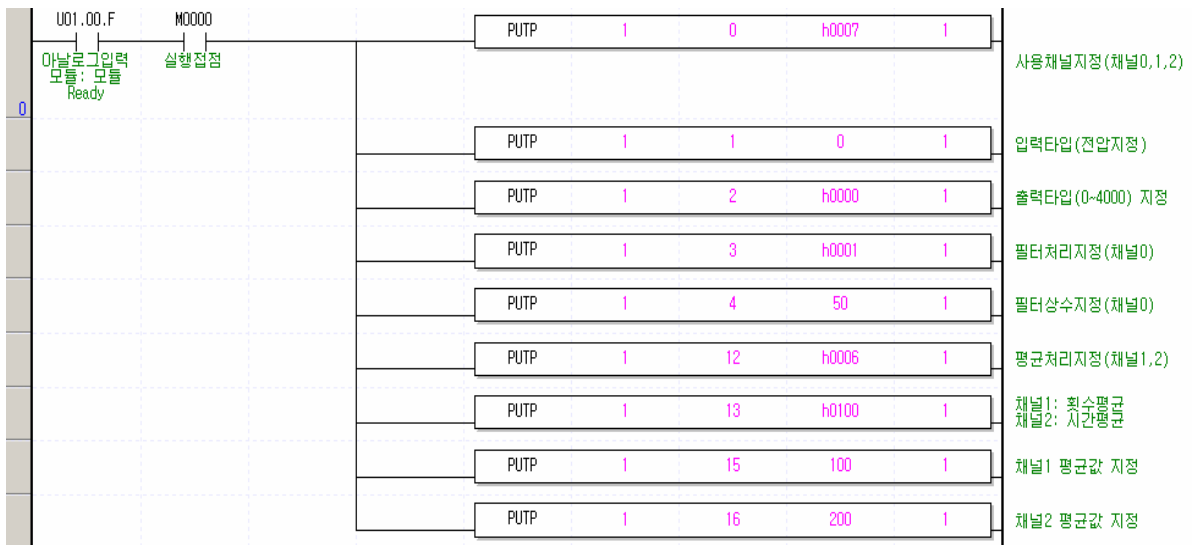 U01.00.F M0000 PUTP 1 0 h0007 1
아날로그입력 모듈: 모듈 Ready 실행접점 사용채널지정(채널0,1,2)
0
PUTP 1 1 0 1 입력타입(전압지정)
PUTP 1 2 h0000 1 출력타입(0~4000) 지정
PUTP 1 3 h0001 1 필터처리지정(채널0)
PUTP 1 4 50 1 필터상수지정(채널0)
PUTP 1 12 h0006 1 평균처리지정(채널1,2)
PUTP 1 13 h0100 1 채널1: 횟수평균
채널2: 시간평균
PUTP 1 15 100 1 채널1 평균값 지정
PUTP 1 16 200 1 채널2 평균값 지정